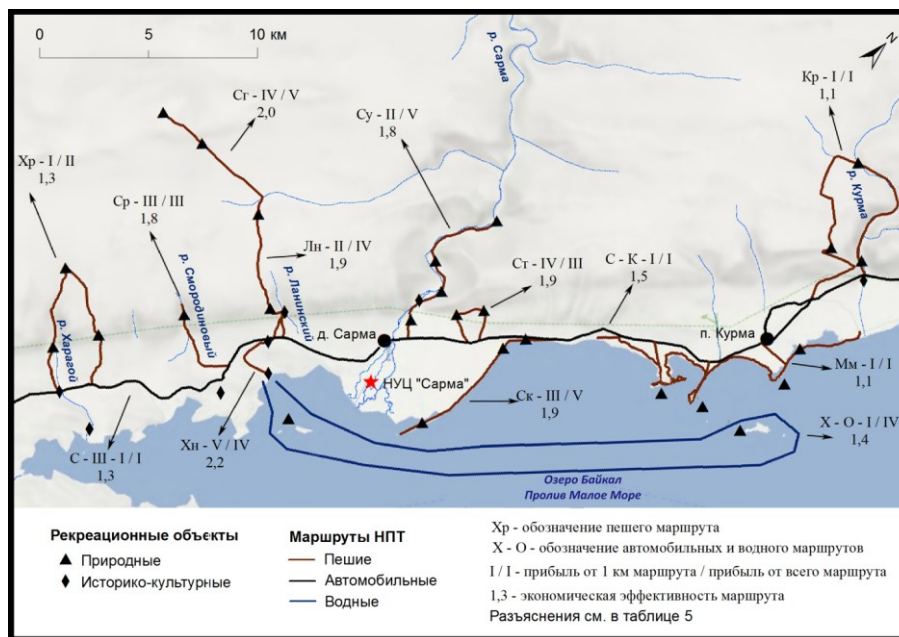 0 5 10 км
N
р. Сарма
Кр - I / I
1,1
Сг - IV / V
2,0
Су - II / V
1,8
Хр - I / II
1,3
Ср - III / III
1,8
р. Курма
Лн - II / IV
1,9
Ст - IV / III
1,9
С - К - I / I
1,5
р. Харагой
р. Смородиновый
р. Ланинский
д. Сарма
п. Курма
НУЦ "Сарма"
Мм - I / I
1,1
Ск - III / V
1,9
Х - О - I / IV
1,4
С - Ш - I / I
1,3
Хн - V / IV
2,2
Озеро Байкал
Пролив Малое Море
Рекреационные объекты
Природные
Историко-культурные
Маршруты НПТ
Пешие
Автомобильные
Водные
Хр - обозначение пешего маршрута
Х - О - обозначение автомобильных и водного маршрутов
I / I - прибыль от 1 км маршрута / прибыль от всего маршрута
1,3 - экономическая эффективность маршрута
Разъяснения см. в таблице 5